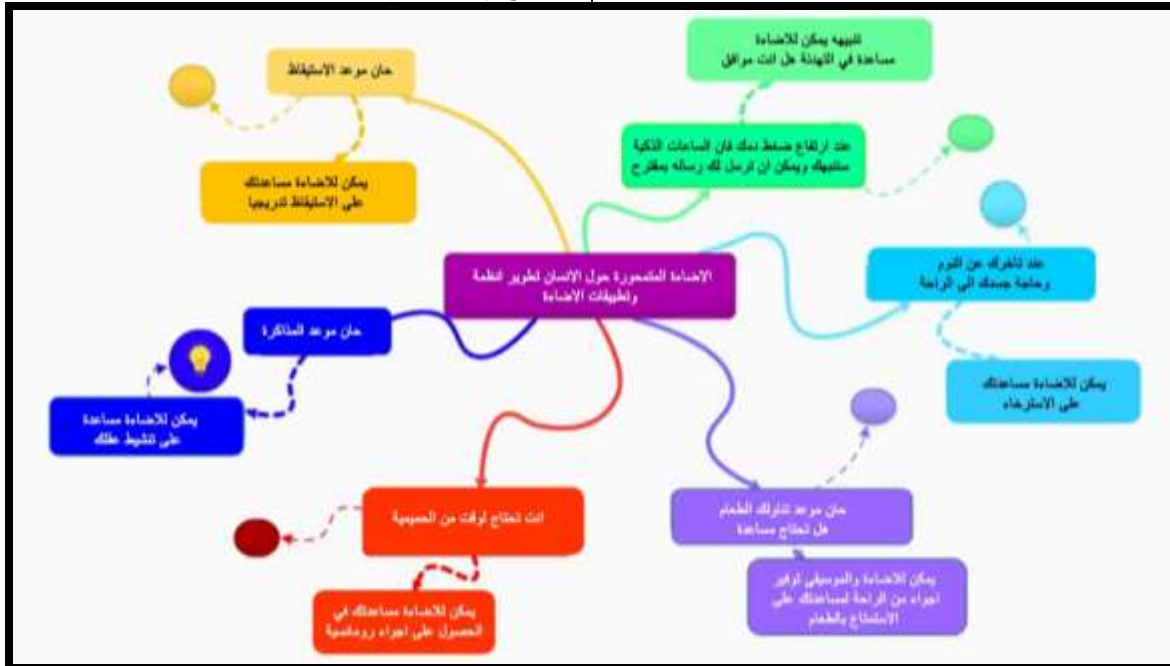 تنبيهه يمكن للاضاءة
مساعدة في التهدئة هل انت موافق
حان موعد الاستيقاظ
عند ارتفاع ضغط دمك فان الساعات الذكية
ستنبهك ويمكن ان ترسل لك رساله بمقترح
يمكن للاضاءة مساعدتك
على الاستيقاظ تدريجيا
عند تاخرك عن النوم
وحاجة جسدك الى الراحة
الاضاءة المتمحورة حول الانسان تطوير انظمة
وتطبيقات الاضاءة
حان موعد المذاكرة
يمكن للاضاءة مساعدتك
على الاسترخاء
يمكن للاضاءة مساعدة
على تنشيط عقلك
حان موعد تناولك الطعام
هل تحتاج مساعدة
انت تحتاج لوقت من الحميمية
يمكن للاضاءة والموسيقى توفير
اجواء من الراحة لمساعدتك على
الاستمتاع بالطعام
يمكن للاضاءة مساعدتك في
الحصول على اجواء رومانسية